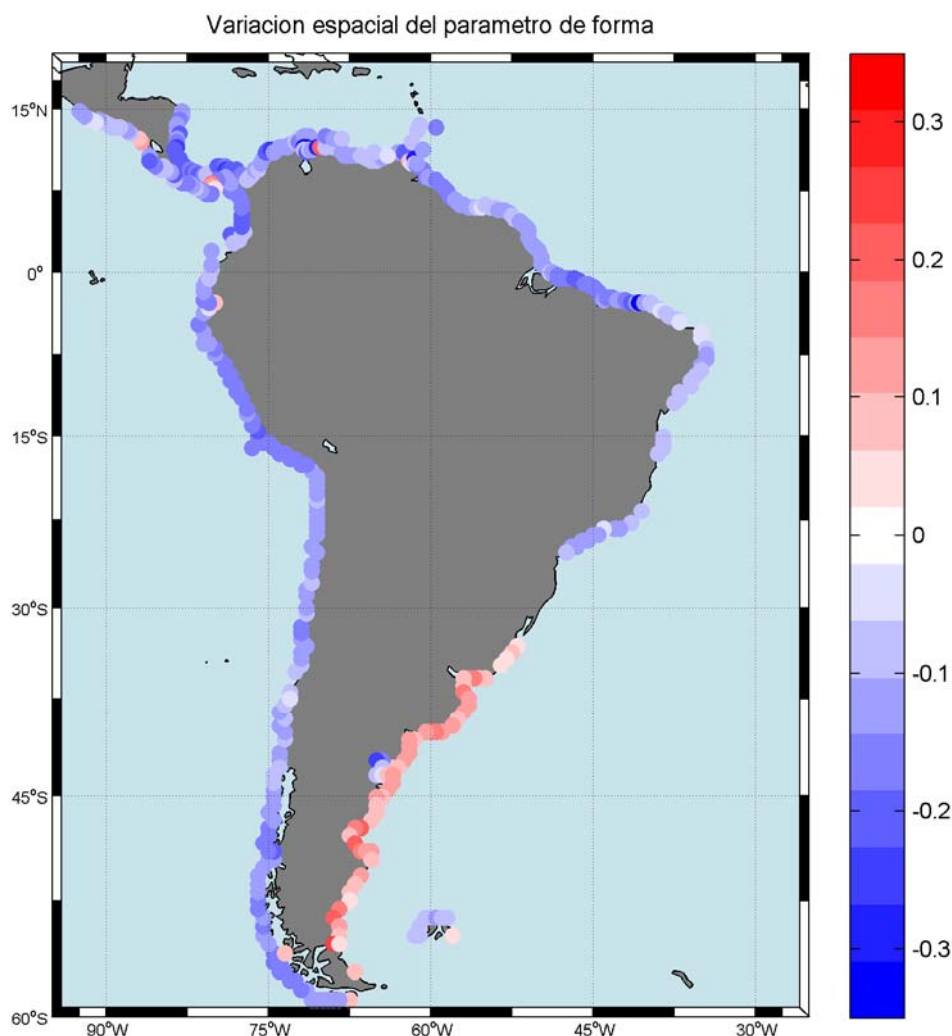 Variacion espacial del parametro de forma
15°N
0°
15°S
30°S
45°S
60°S
90°W
75°W
60°W
45°W
30°W
0.3
0.2
0.1
0
-0.1
-0.2
-0.3